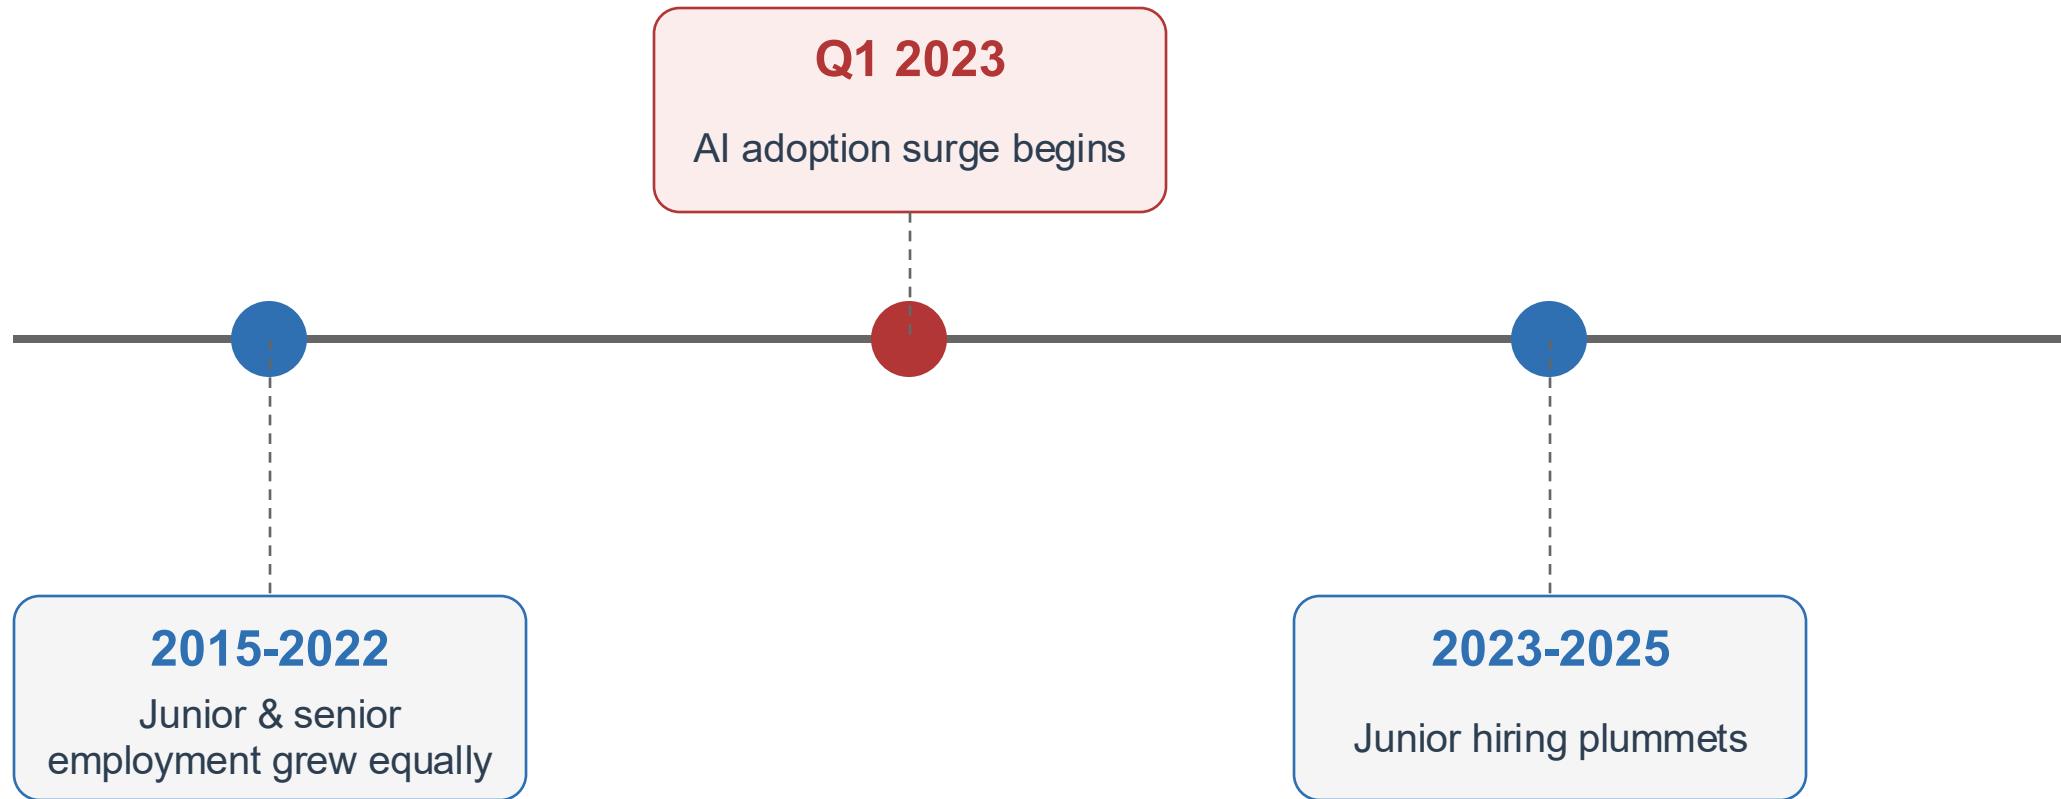 Q1 2023
AI adoption surge begins
2015-2022
Junior & senior
employment grew equally
2023-2025
Junior hiring plummets